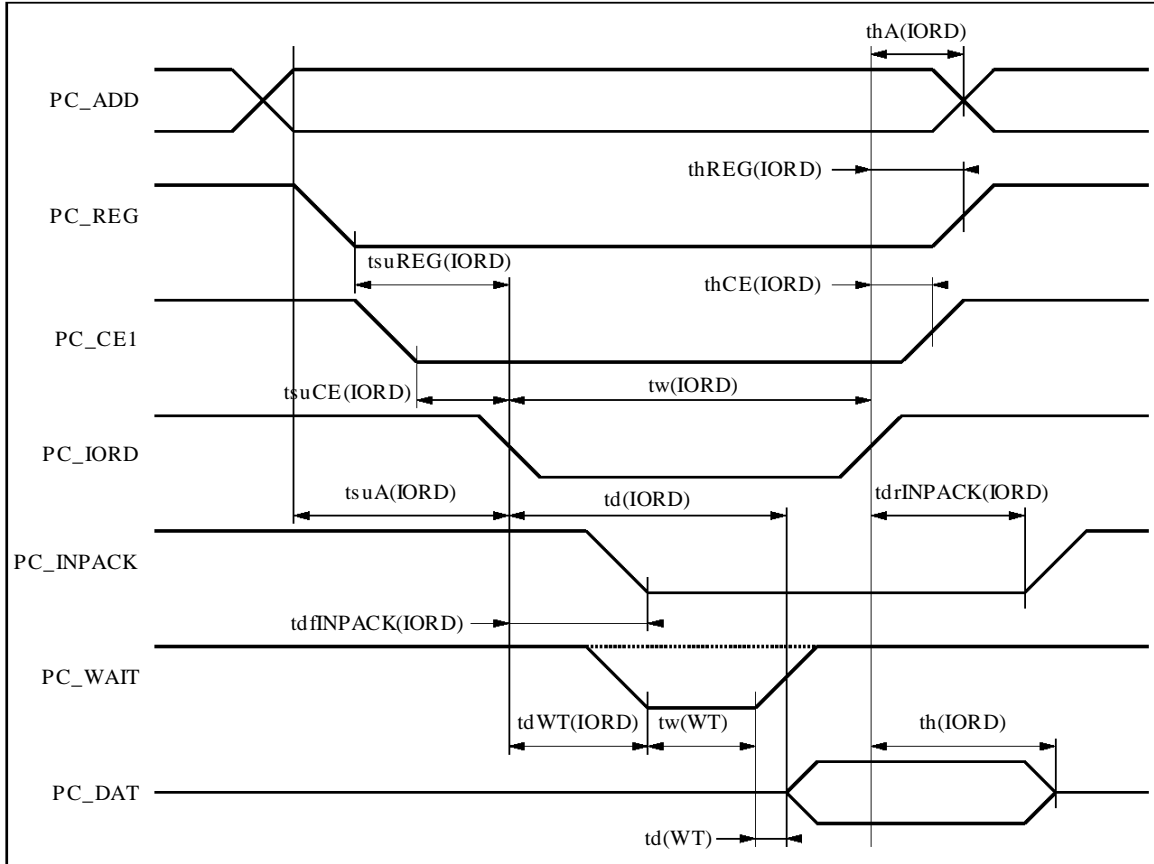 thA(IORD)
PC_ADD
thREG(IORD)
PC_REG
tsuREG(IORD)
thCE(IORD)
PC_CE1
tsuCE(IORD)
tw(IORD)
PC_IORD
tsuA(IORD)
td(IORD)
tdrINPACK(IORD)
PC_INPACK
tdfINPACK(IORD)
PC_WAIT
tdWT(IORD)
tw(WT)
th(IORD)
PC_DAT
td(WT)